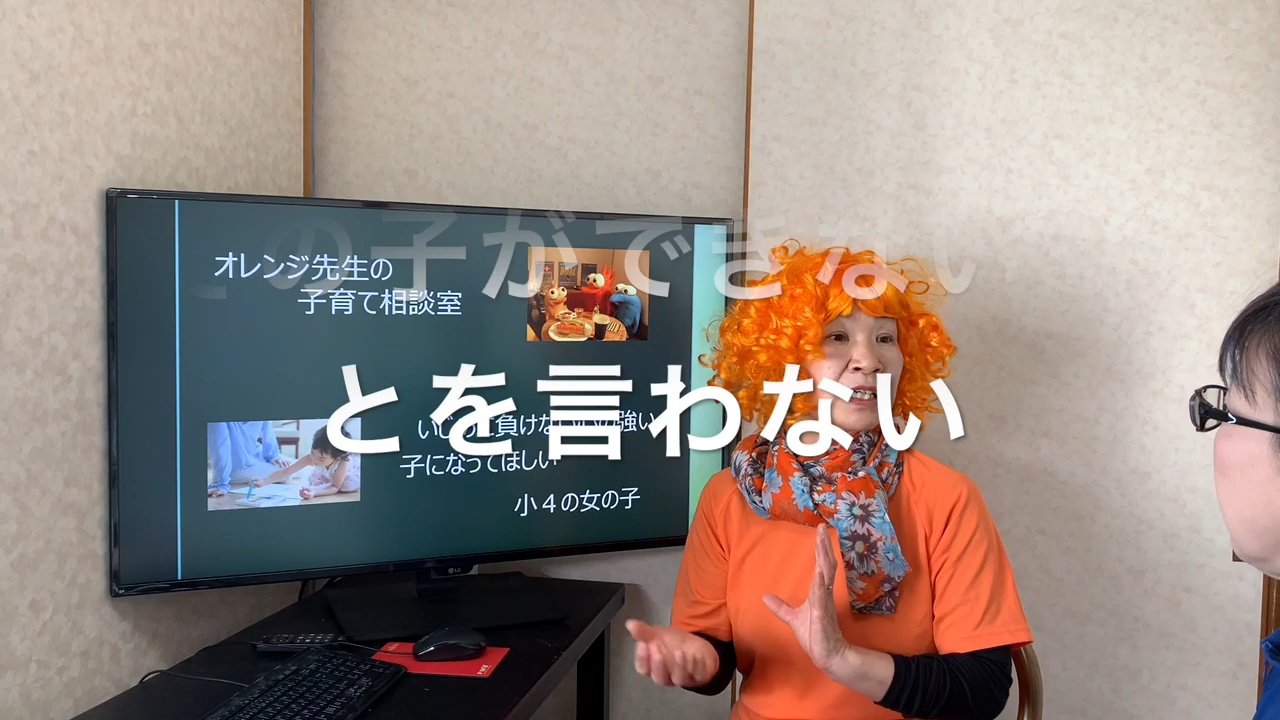 の子ができない
とを言わない
オレンジ先生の
子育て相談室
子になってほしい
小４の女の子
LG